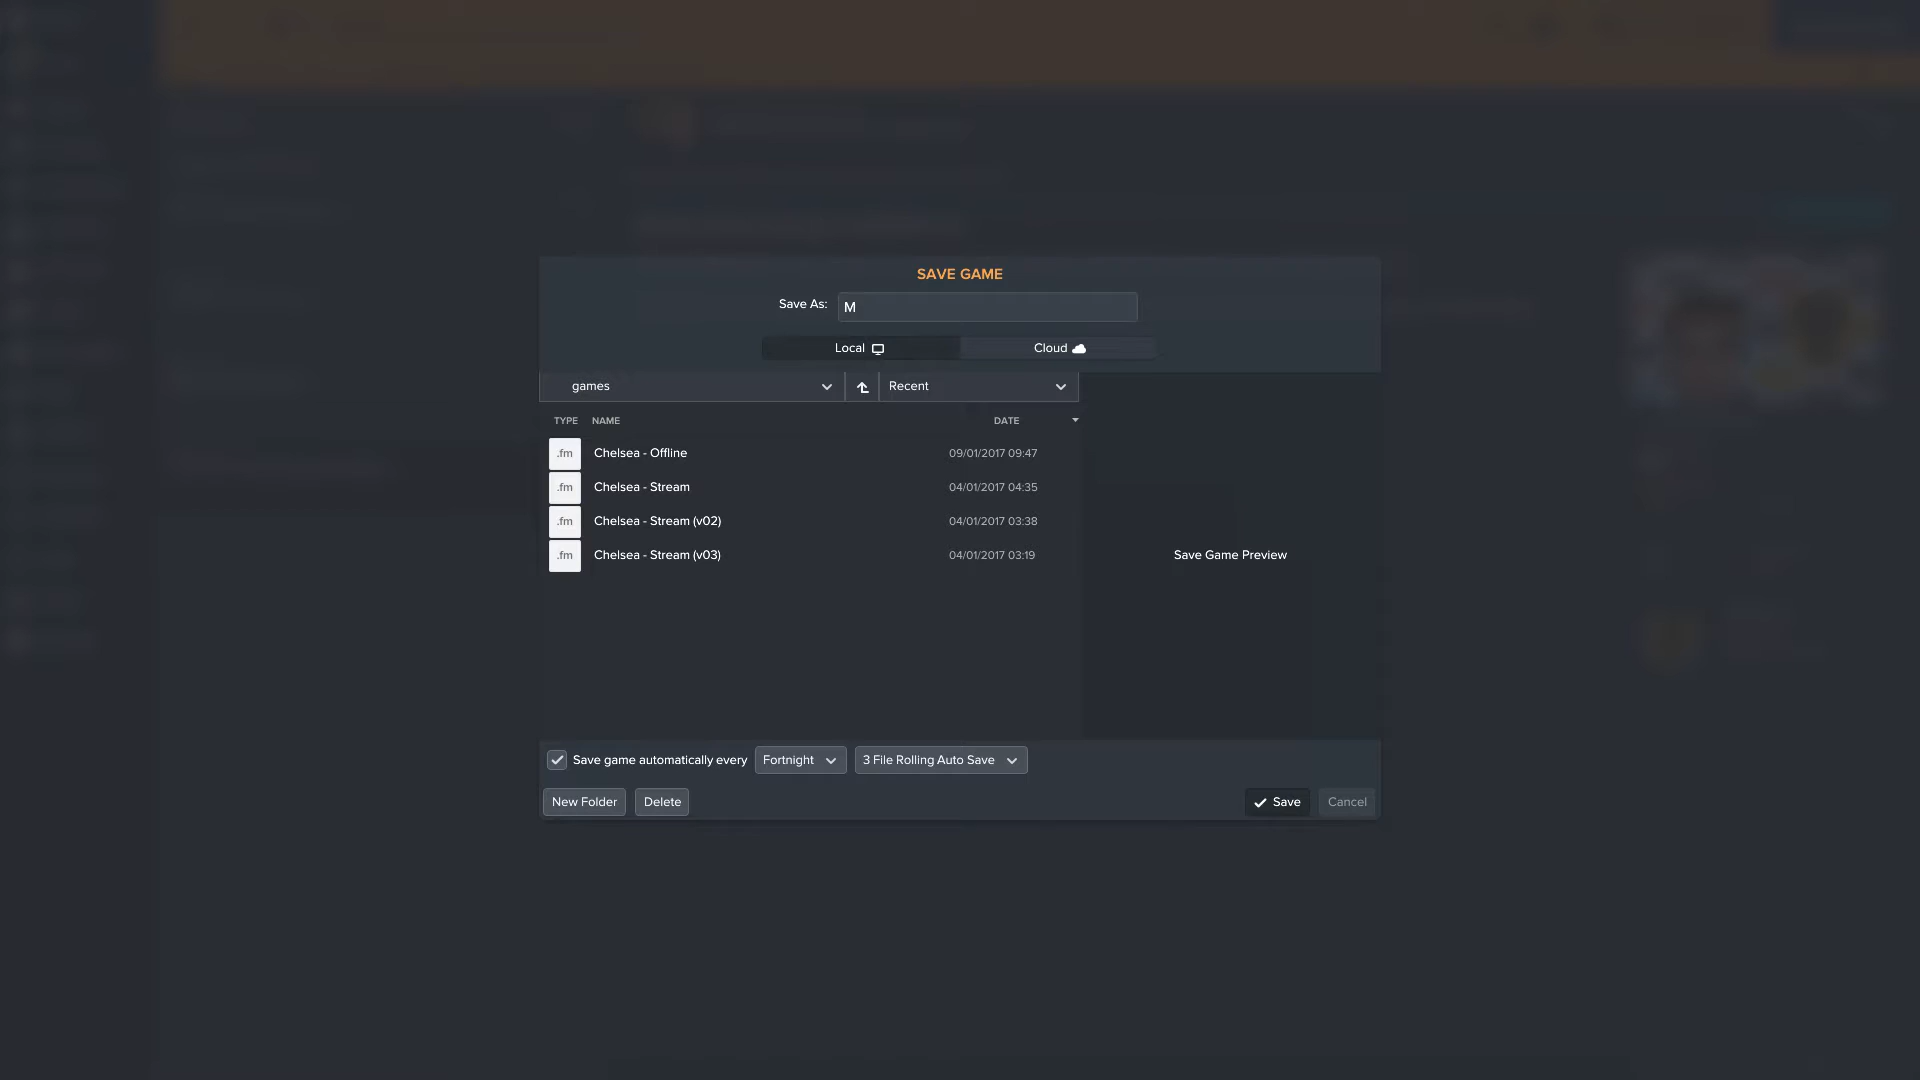 SAVE GAME
Save As: M
Local Cloud
games Recent
TYPE NAME DATE
.fm Chelsea - Offline 09/01/2017 09:47
.fm Chelsea - Stream 04/01/2017 04:35
.fm Chelsea - Stream (v02) 04/01/2017 03:38
.fm Chelsea - Stream (v03) 04/01/2017 03:19
Save Game Preview
Save game automatically every Fortnight 3 File Rolling Auto Save
New Folder Delete Save Cancel